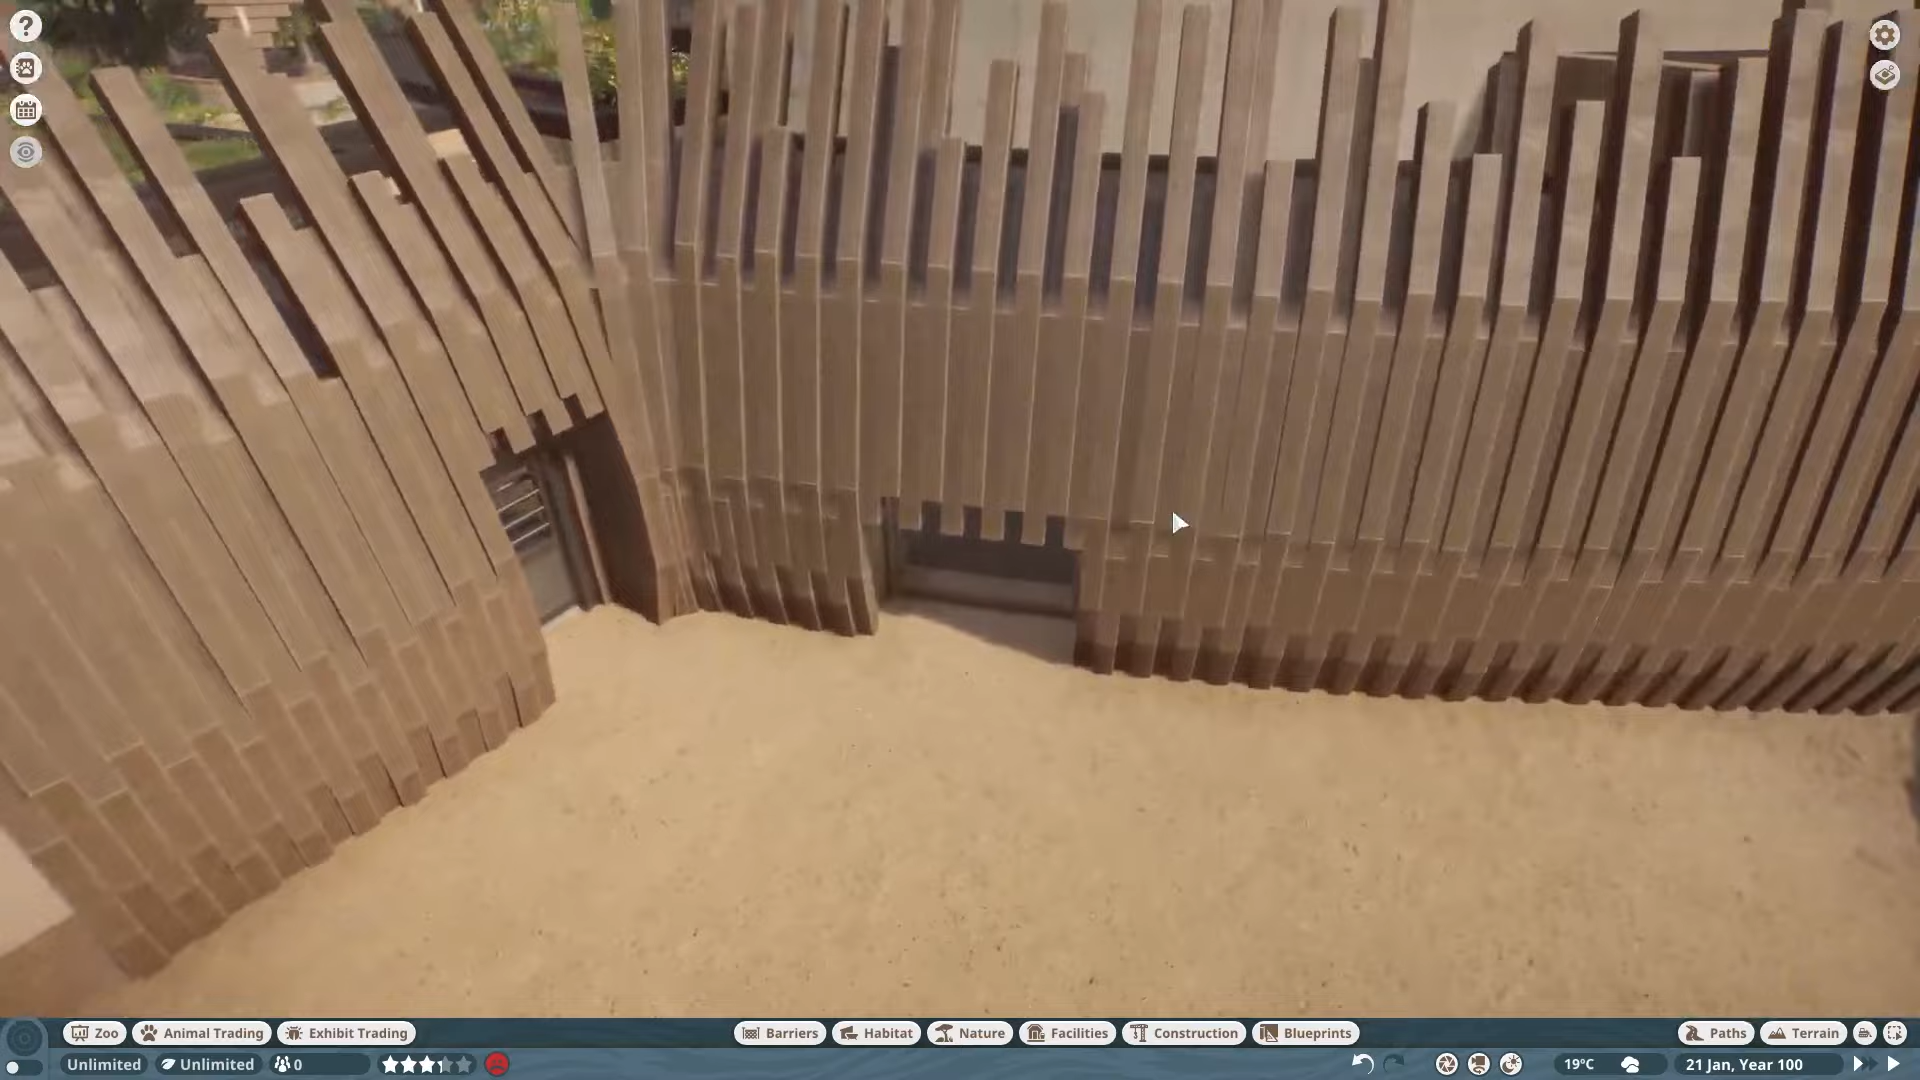 Zoo Animal Trading Exhibit Trading Barriers Habitat Nature Facilities Construction Blueprints Paths Terrain
Unlimited Unlimited 0 19°C 21 Jan, Year 100